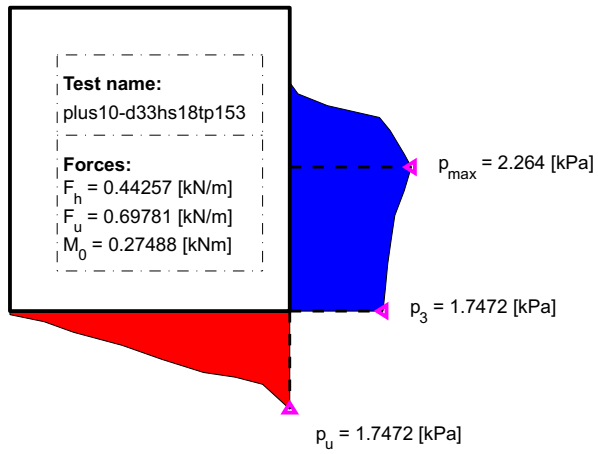 Test name:
plus10-d33hs18tp153
Forces:
F_h = 0.44257 [kN/m]
F_u = 0.69781 [kN/m]
M_0 = 0.27488 [kNm]
p_max = 2.264 [kPa]
p_3 = 1.7472 [kPa]
p_u = 1.7472 [kPa]